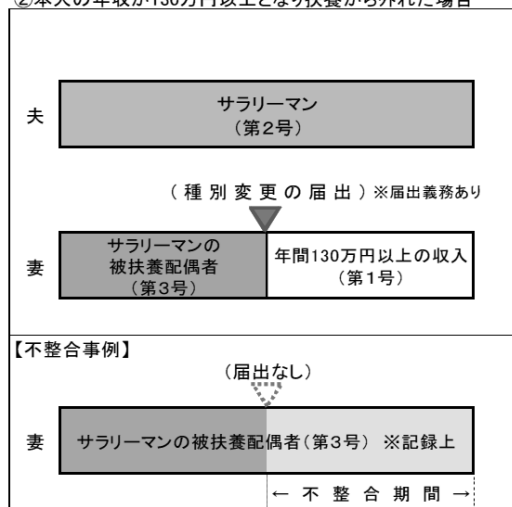 ②本人の年収が130万円以上となり扶養から外れた場合
夫
サラリーマン
(第2号)
(種別変更の届出)※届出義務あり
妻
サラリーマンの
被扶養配偶者
(第3号)
年間130万円以上の収入
(第1号)
【不整合事例】
(届出なし)
妻
サラリーマンの被扶養配偶者(第3号) ※記録上
← 不整合期間 →